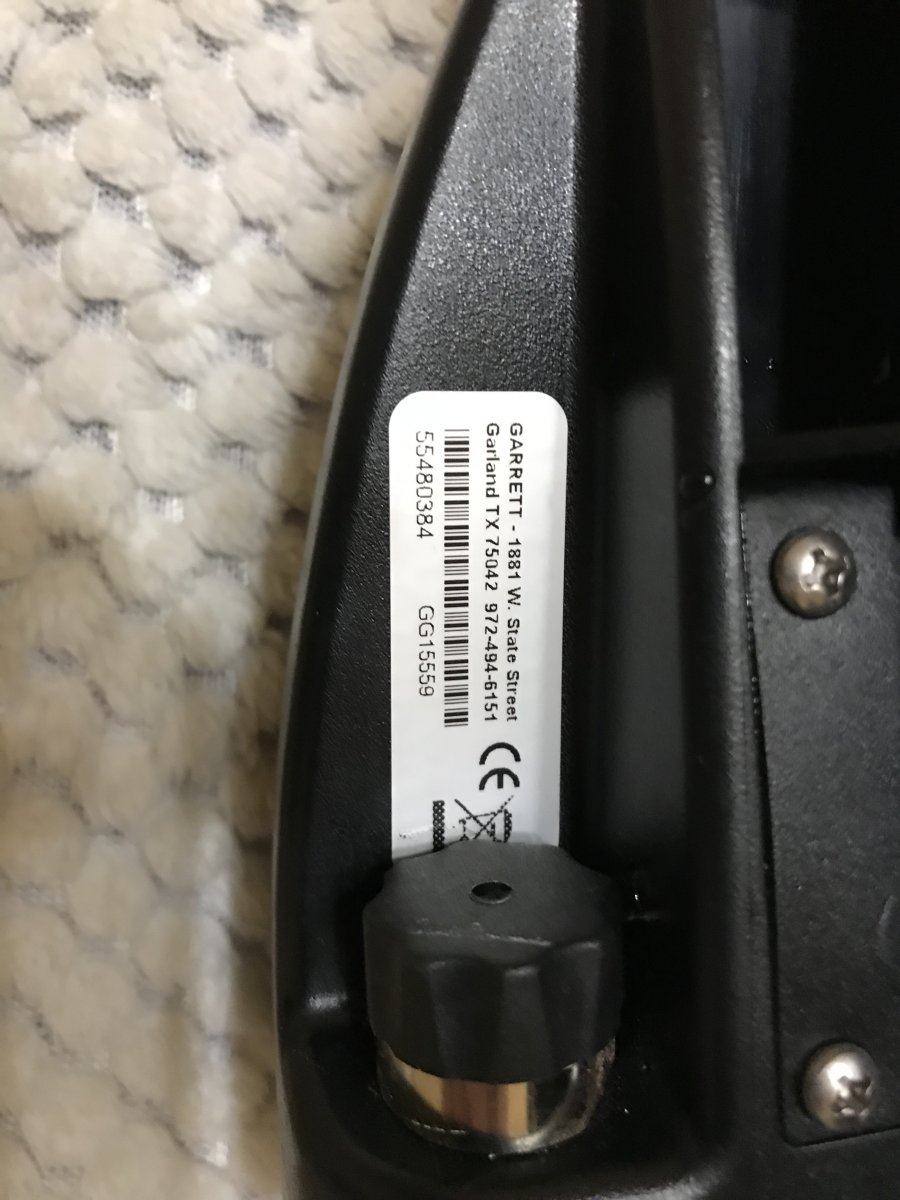 GARRETT - 1881 W. State Street
Garland TX 75042 972-494-6151
55480384 GG15559
CE